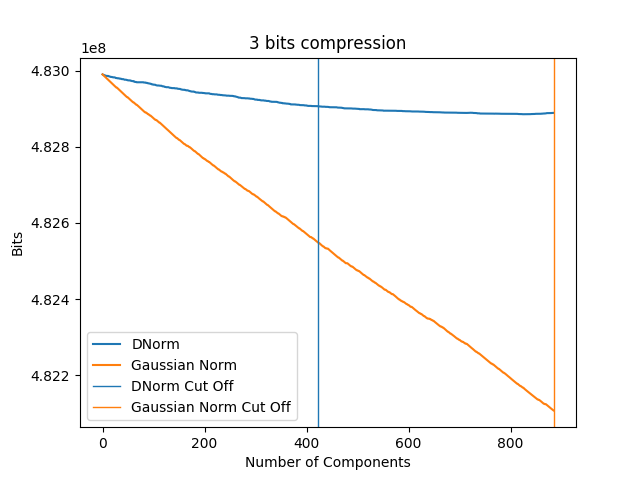 3 bits compression
1e8
4.830
4.828
4.826
4.824
4.822
Bits
DNorm
Gaussian Norm
DNorm Cut Off
Gaussian Norm Cut Off
0 200 400 600 800
Number of Components